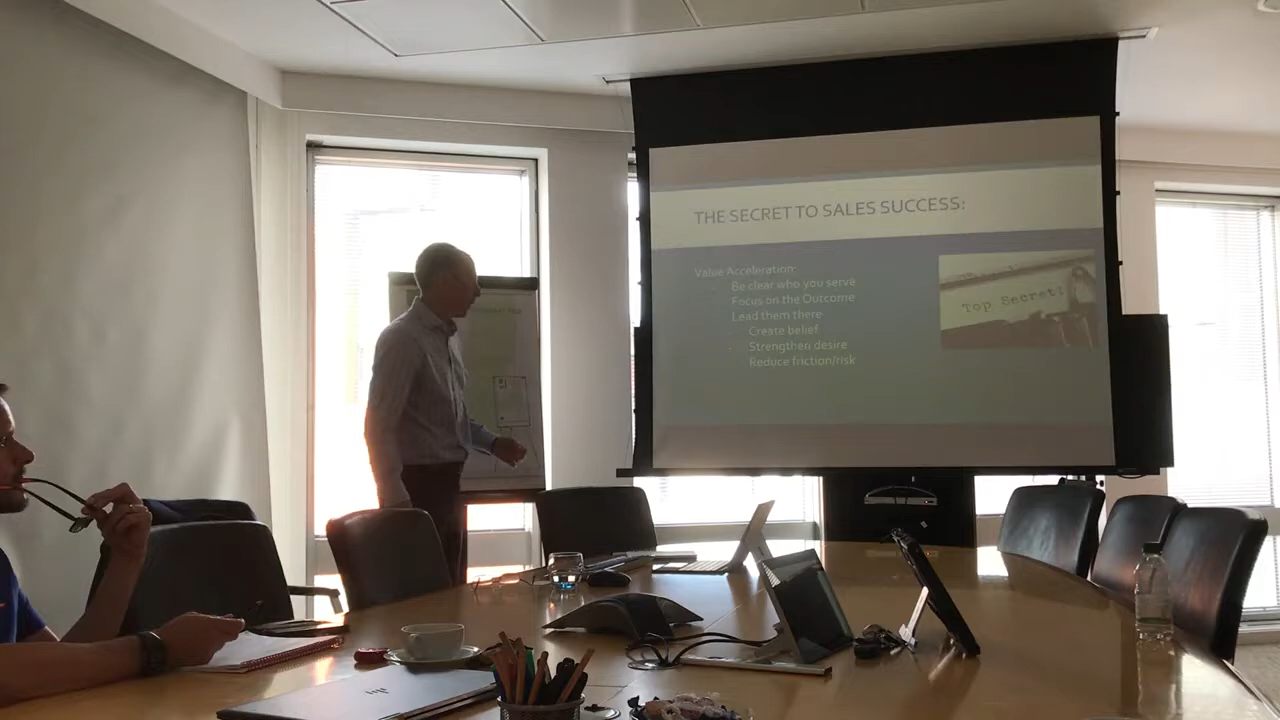 THE SECRET TO SALES SUCCESS:
Value Acceleration:
Be clear who you serve
Focus on the Outcome
Lead them there
Create belief
Strengthen desire
Reduce friction/risk
Top Secret:
hp